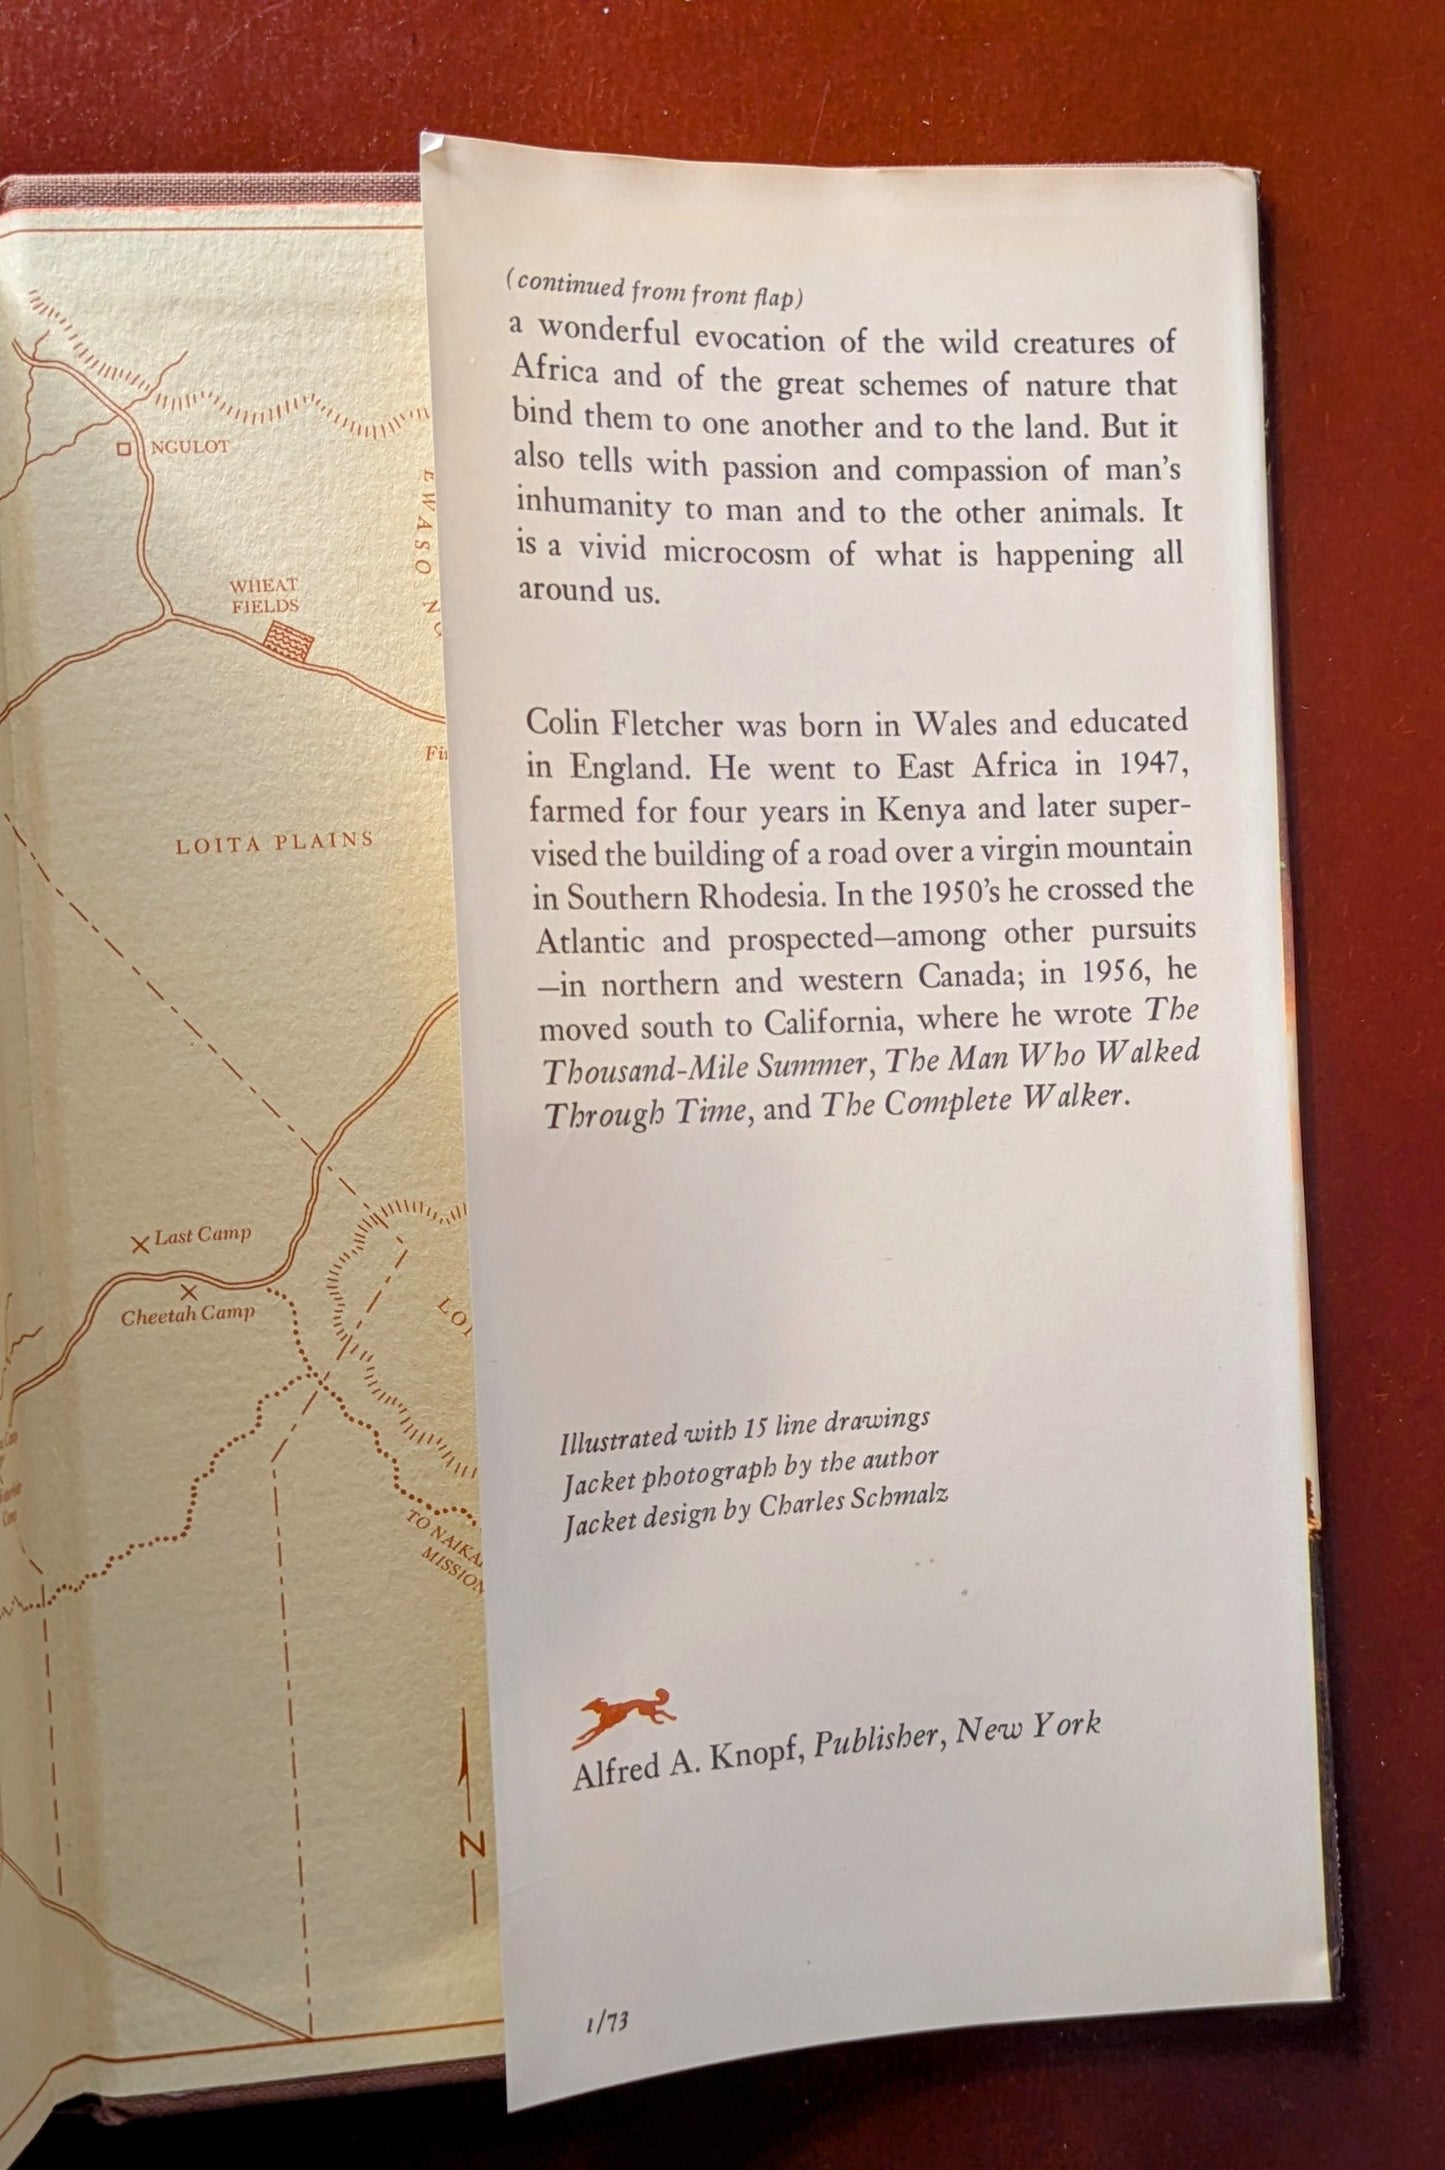 NGULOT
WHEAT
FIELDS
EWASO
LOITA PLAINS
Last Camp
Cheetah Camp
TO
MISSION
N
(continued from front flap)
a wonderful evocation of the wild creatures of
Africa and of the great schemes of nature that
bind them to one another and to the land. But it
also tells with passion and compassion of man's
inhumanity to man and to the other animals. It
is a vivid microcosm of what is happening all
around us.
Colin Fletcher was born in Wales and educated
in England. He went to East Africa in 1947,
farmed for four years in Kenya and later super-
vised the building of a road over a virgin mountain
in Southern Rhodesia. In the 1950's he crossed the
Atlantic and prospected—among other pursuits
—in northern and western Canada; in 1956, he
moved south to California, where he wrote The
Thousand-Mile Summer, The Man Who Walked
Through Time, and The Complete Walker.
Illustrated with 15 line drawings
Jacket photograph by the author
Jacket design by Charles Schmalz
Alfred A. Knopf, Publisher, New York
1/73